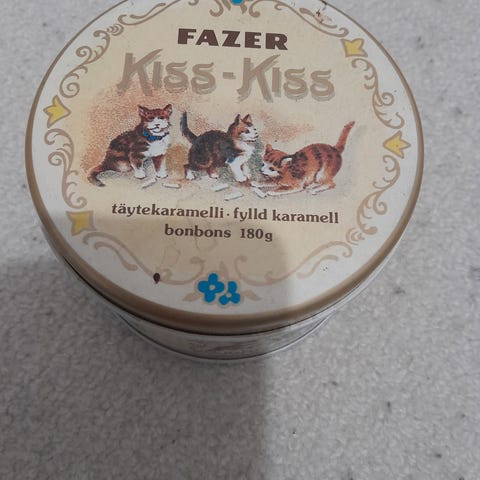 FAZER
KISS-KISS
täytekaramelli · fylld karamell
bonbons 180g